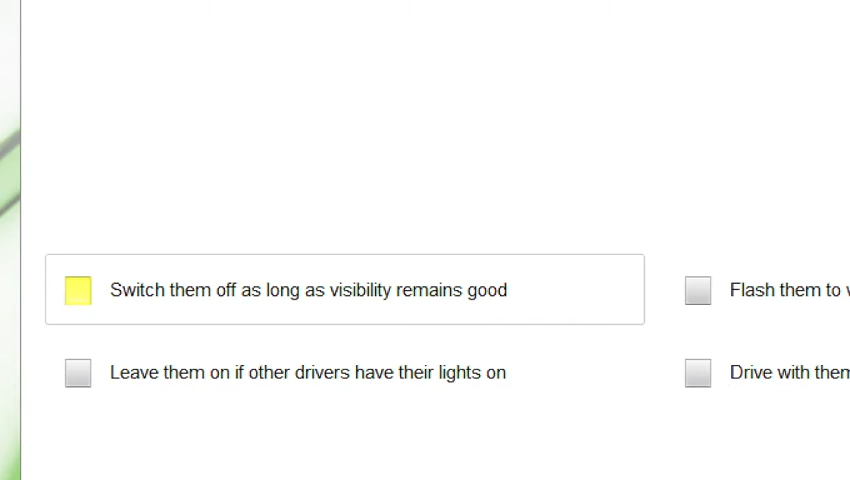 Switch them off as long as visibility remains good
Flash them to
Leave them on if other drivers have their lights on
Drive with them